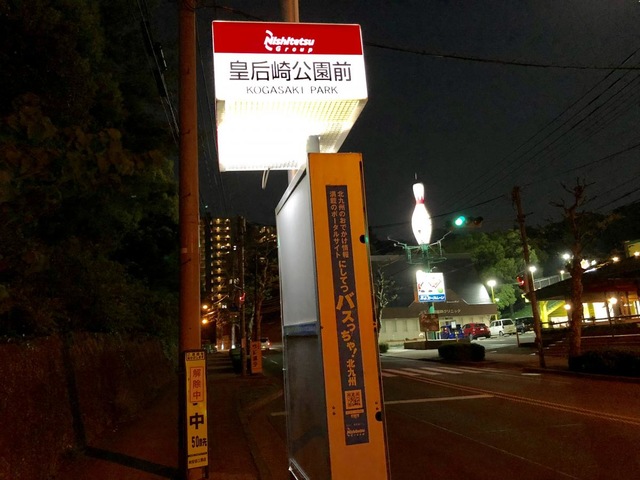 Nishitetsu
Group
皇后崎公園前
KOGASAKI PARK
北九州のおでかけ情報
満載のポータルサイト
にしてつバスっちゃ!北九州
解除中
中
50m先